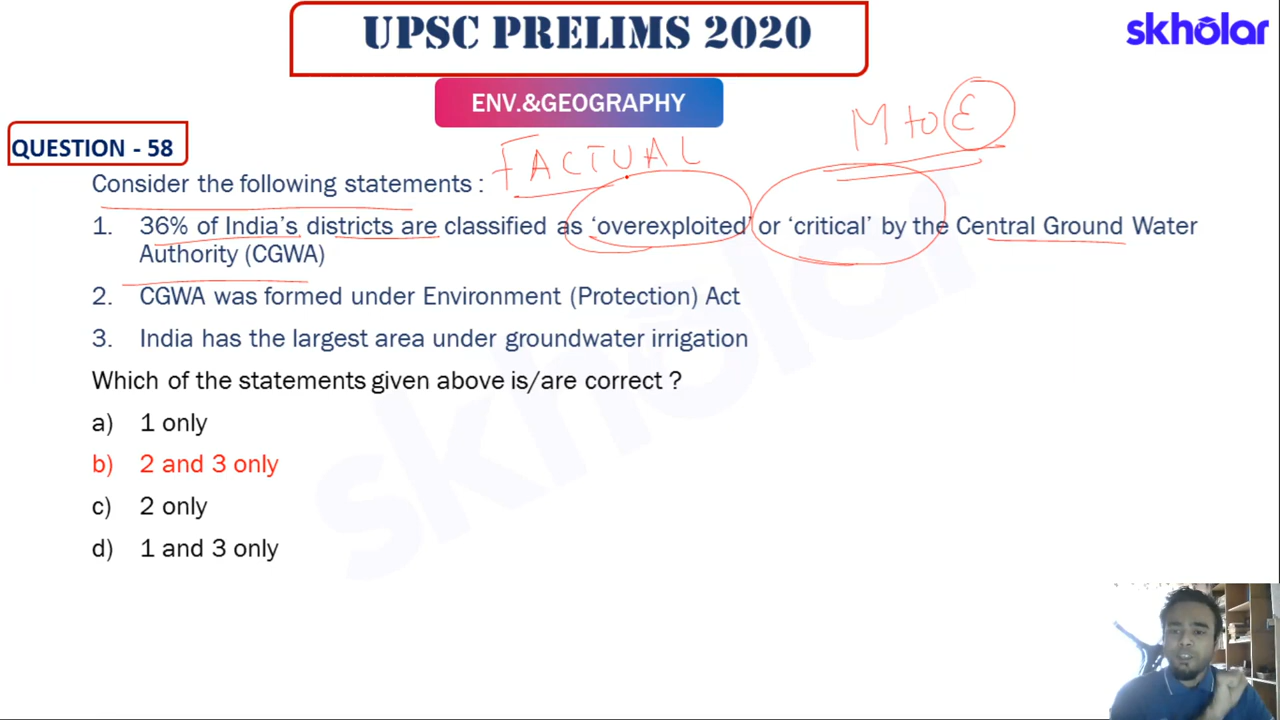 UPSC PRELIMS 2020
skholar
ENV.&GEOGRAPHY
M to E
QUESTION - 58
FACTUAL
Consider the following statements :
1. 36% of India's districts are classified as 'overexploited' or 'critical' by the Central Ground Water
Authority (CGWA)
2. CGWA was formed under Environment (Protection) Act
3. India has the largest area under groundwater irrigation
Which of the statements given above is/are correct ?
a) 1 only
b) 2 and 3 only
c) 2 only
d) 1 and 3 only
skholar